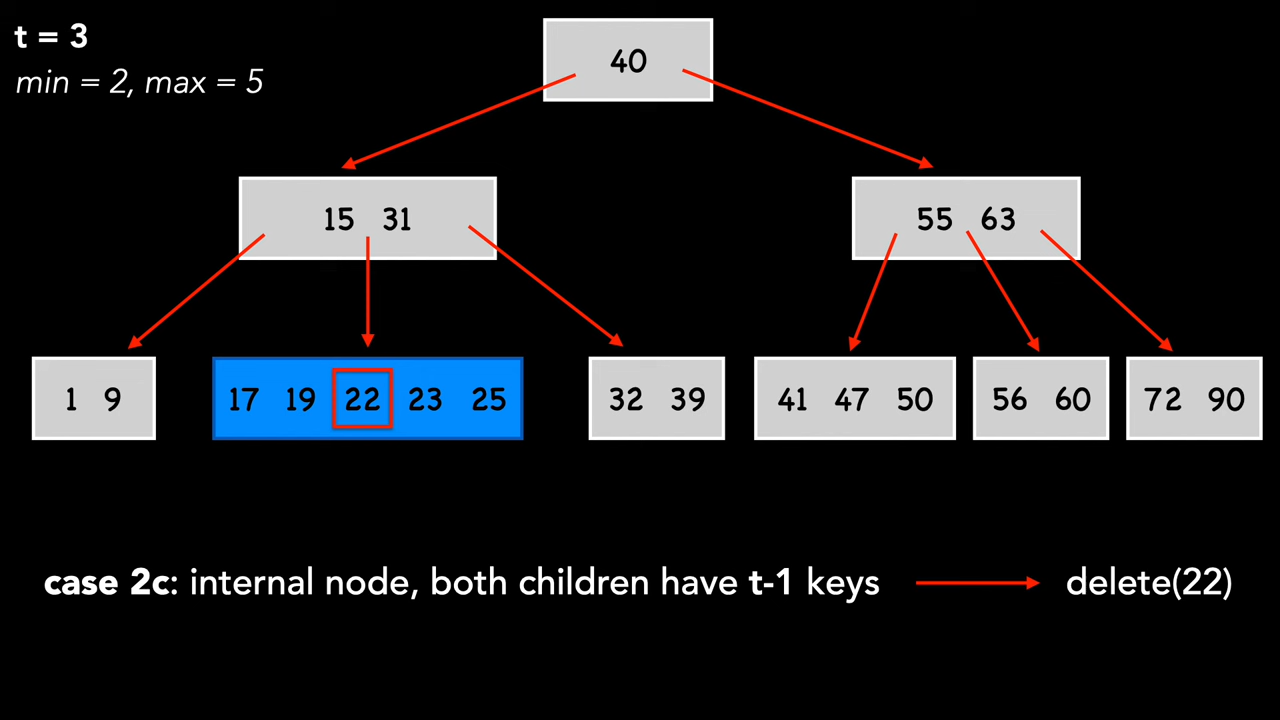 t = 3
min = 2, max = 5
40
15 31
55 63
1 9
17 19 22 23 25
32 39
41 47 50
56 60
72 90
case 2c: internal node, both children have t-1 keys
delete(22)